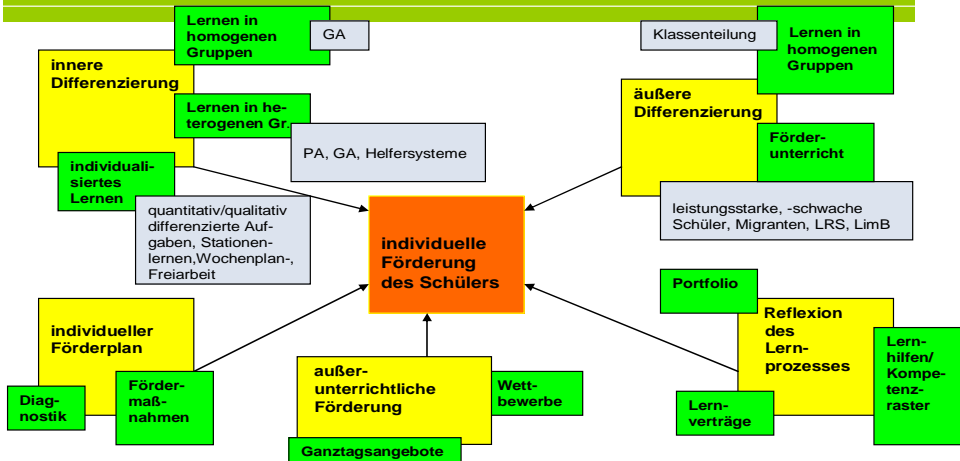 Lernen in
homogenen
Gruppen
GA
innere
Differenzierung
Lernen in he-
terogenen Gr.
PA, GA, Helfersysteme
individuali-
siertes
Lernen
quantitativ/qualitativ
differenzierte Auf-
gaben, Stationen-
lernen,Wochenplan-,
Freiarbeit
Klassenteilung
Lernen in
homogenen
Gruppen
äußere
Differenzierung
Förder-
unterricht
leistungsstarke, -schwache
Schüler, Migranten, LRS, LimB
individuelle
Förderung
des Schülers
individueller
Förderplan
Diag-
nostik
Förder-
maß-
nahmen
außer-
unterrichtliche
Förderung
Wett-
bewerbe
Ganztagsangebote
Portfolio
Reflexion
des
Lern-
prozesses
Lern-
hilfen/
Kompe-
tenz-
raster
Lern-
verträge